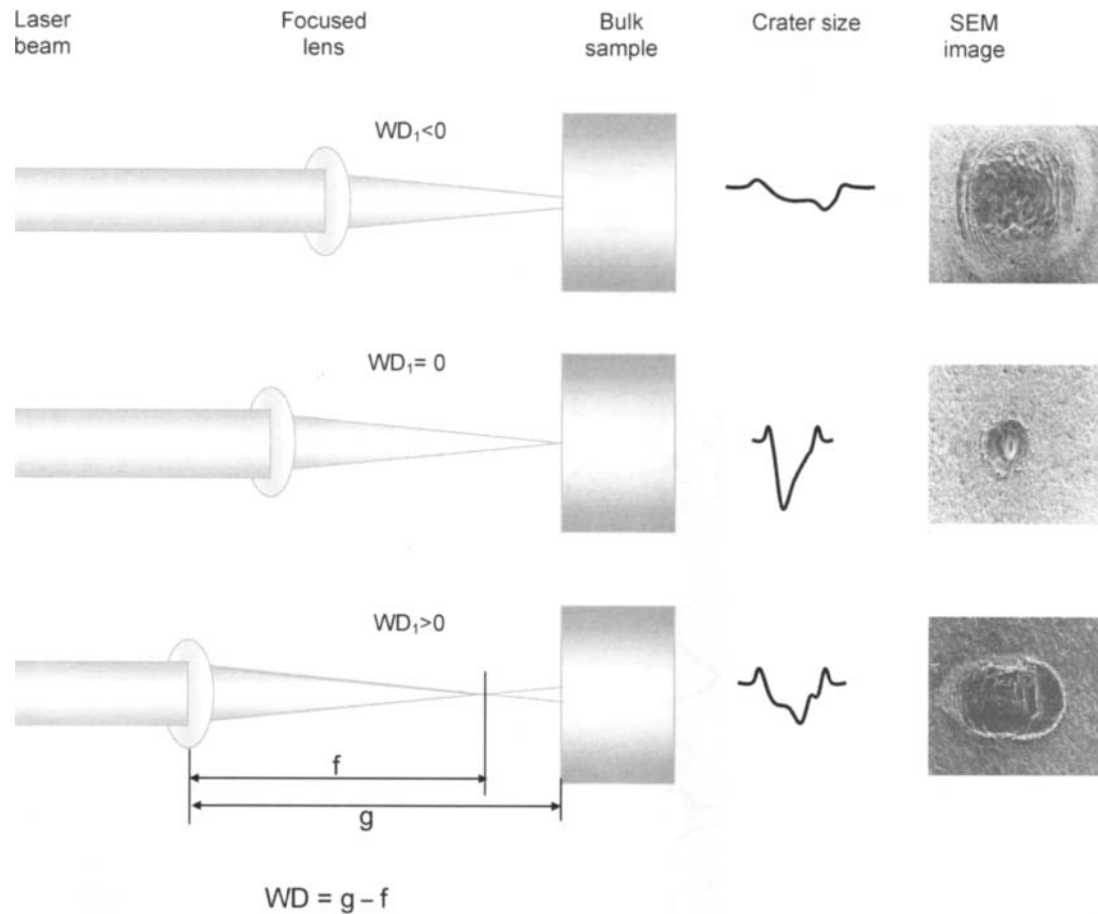 Laser beam
Focused lens
Bulk sample
Crater size
SEM image
WD₁<0
WD₁= 0
WD₁>0
f
g
WD = g – f